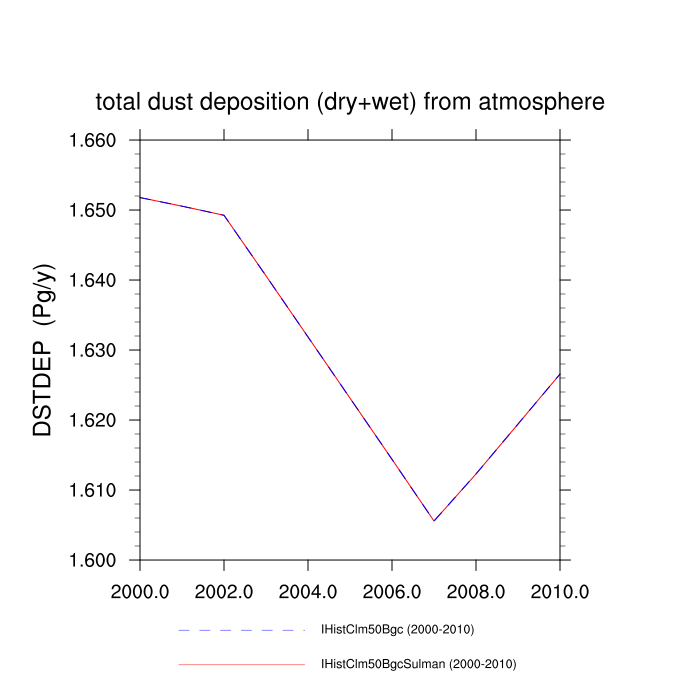 total dust deposition (dry+wet) from atmosphere
1.660
1.650
1.640
1.630
1.620
1.610
1.600
DSTDEP (Pg/y)
2000.0 2002.0 2004.0 2006.0 2008.0 2010.0
IHistClm50Bgc (2000-2010)
IHistClm50BgcSulman (2000-2010)